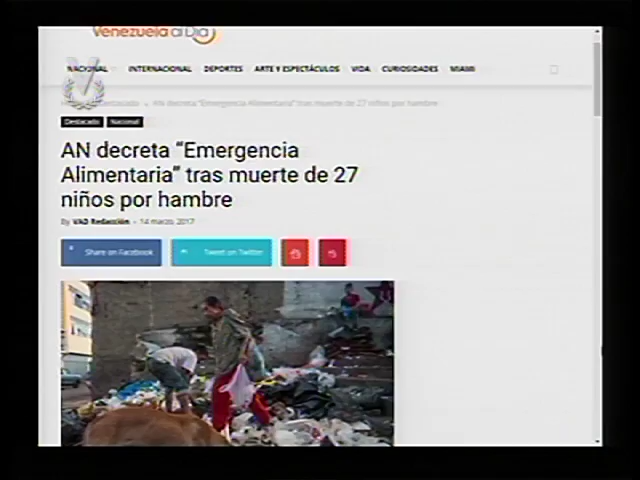 Venezuela al Día
NACIONAL INTERNACIONAL DEPORTES ARTE Y ESPECTÁCULOS VIDA CURIOSIDADES MIAMI
AN decreta "Emergencia Alimentaria" tras muerte de 27 niños por hambre
Destacado Nacional
AN decreta “Emergencia
Alimentaria” tras muerte de 27
niños por hambre
By VAD Redacción - 14 marzo, 2017
Share on Facebook Tweet on Twitter